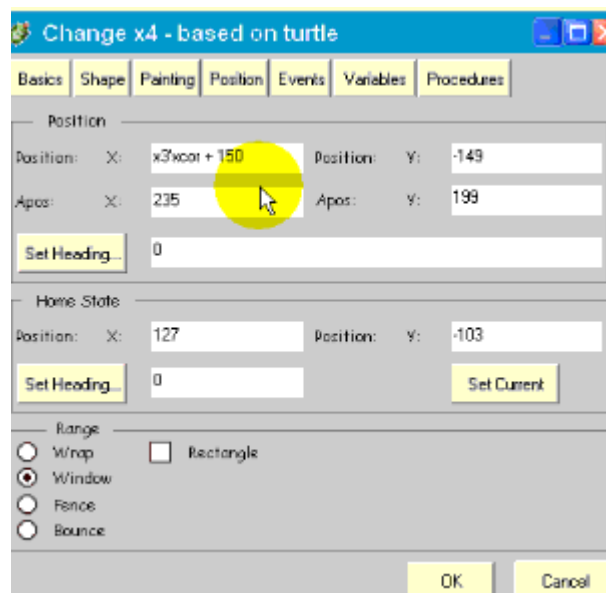 Change x4 - based on turtle
Basics Shape Painting Position Events Variables Procedures
Position
Position: X: x3'xcor + 150 Position: Y: -149
Apos: X: 235 Apos: Y: 199
Set Heading... 0
Home State
Position: X: 127 Position: Y: -103
Set Heading... 0 Set Current
Range
Wrap Rectangle
Window
Fence
Bounce
OK Cancel